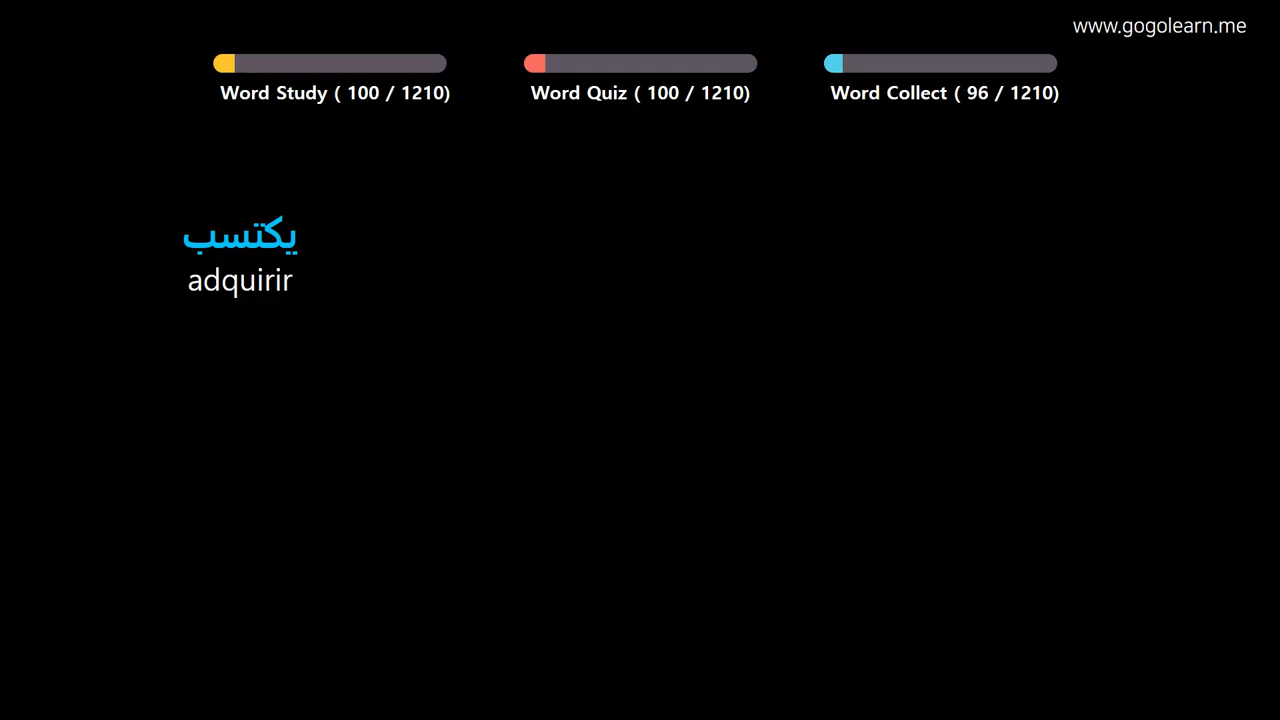 www.gogolearn.me
Word Study ( 100 / 1210)
Word Quiz ( 100 / 1210)
Word Collect ( 96 / 1210)
يكتسب
adquirir